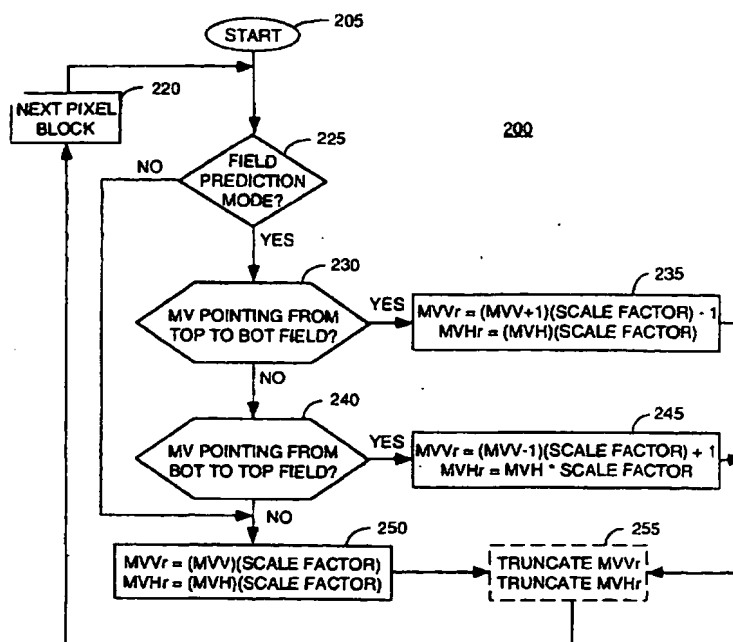 START
205
NEXT PIXEL
BLOCK
220
200
FIELD
PREDICTION
MODE?
225
NO
YES
MV POINTING FROM
TOP TO BOT FIELD?
230
YES
MVVr = (MVV+1)(SCALE FACTOR) - 1
MVHr = (MVH)(SCALE FACTOR)
235
NO
MV POINTING FROM
BOT TO TOP FIELD?
240
YES
MVVr = (MVV-1)(SCALE FACTOR) + 1
MVHr = MVH * SCALE FACTOR
245
NO
MVVr = (MVV)(SCALE FACTOR)
MVHr = (MVH)(SCALE FACTOR)
250
TRUNCATE MVVr
TRUNCATE MVHr
255